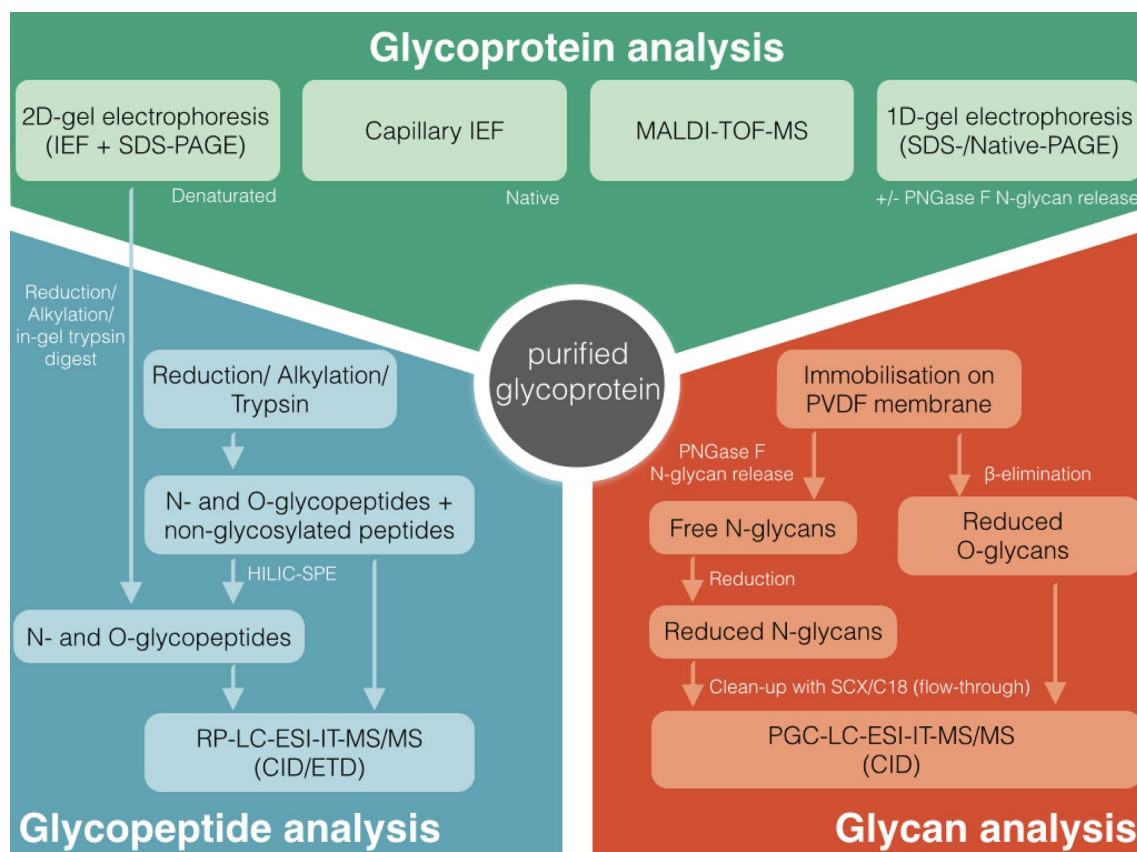 Glycoprotein analysis
2D-gel electrophoresis
(IEF + SDS-PAGE)
Capillary IEF
MALDI-TOF-MS
1D-gel electrophoresis
(SDS-/Native-PAGE)
Denaturated
Native
+/- PNGase F N-glycan release
purified
glycoprotein
Reduction/
Alkylation/
in-gel trypsin
digest
Reduction/ Alkylation/
Trypsin
N- and O-glycopeptides +
non-glycosylated peptides
HILIC-SPE
N- and O-glycopeptides
RP-LC-ESI-IT-MS/MS
(CID/ETD)
Glycopeptide analysis
Immobilisation on
PVDF membrane
PNGase F
N-glycan release
β-elimination
Free N-glycans
Reduced
O-glycans
Reduction
Reduced N-glycans
Clean-up with SCX/C18 (flow-through)
PGC-LC-ESI-IT-MS/MS
(CID)
Glycan analysis